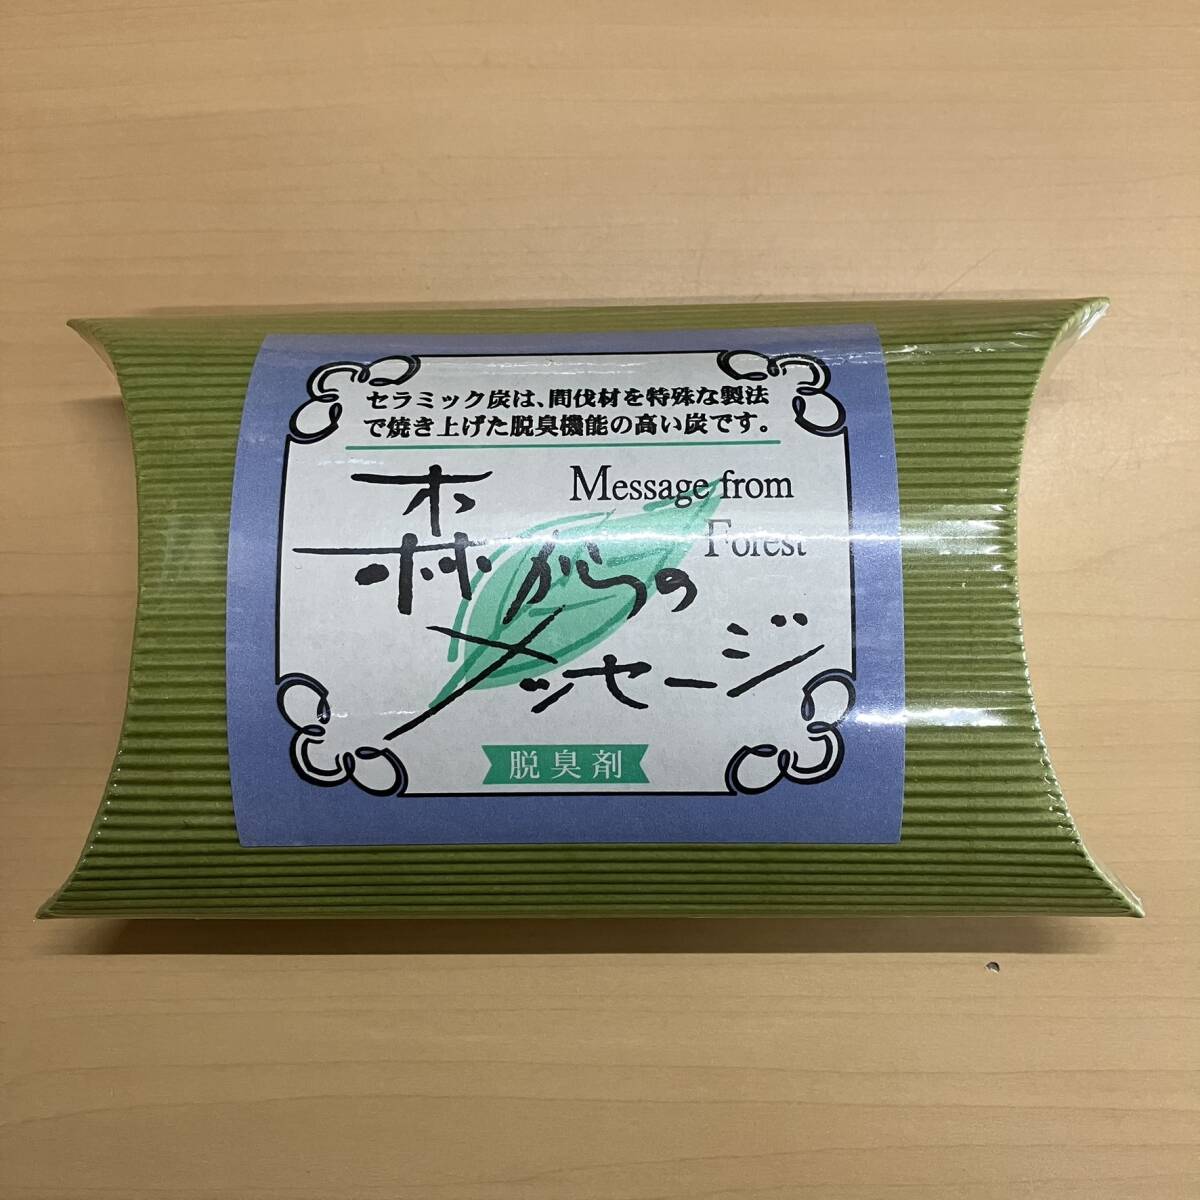 セラミック炭は、間伐材を特殊な製法
で焼き上げた脱臭機能の高い炭です。
Message from
Forest
森からの
メッセージ
脱臭剤